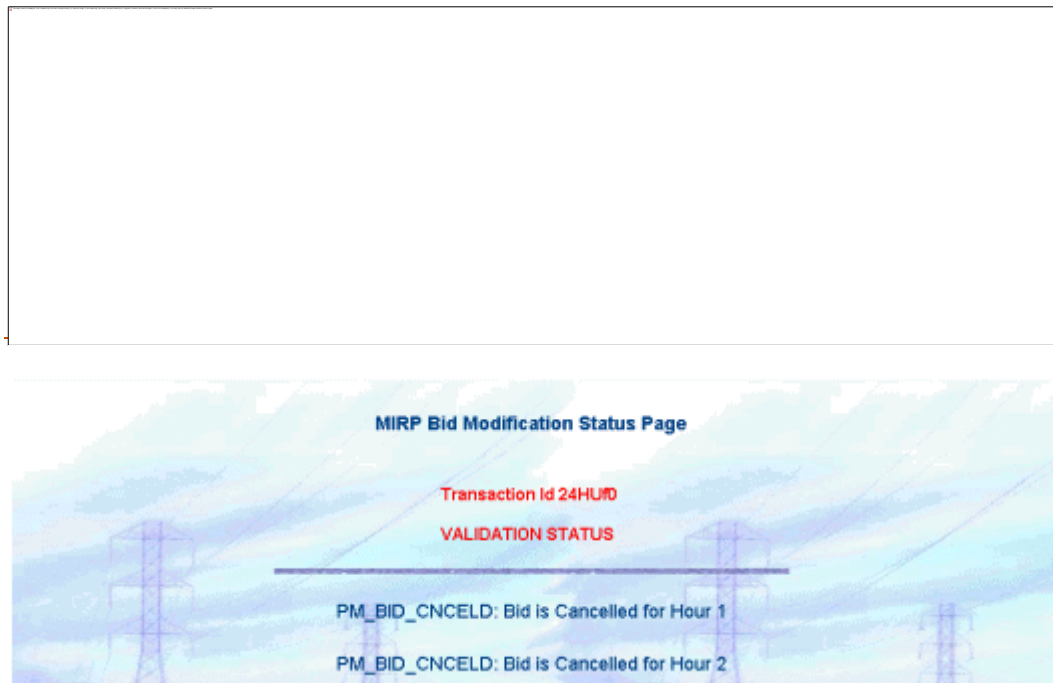 MIRP Bid Modification Status Page
Transaction Id 24HUf0
VALIDATION STATUS
PM_BID_CNCELD: Bid is Cancelled for Hour 1
PM_BID_CNCELD: Bid is Cancelled for Hour 2